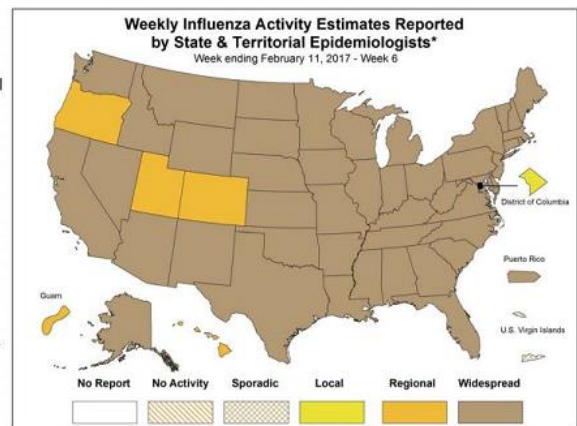 Weekly Influenza Activity Estimates Reported
by State & Territorial Epidemiologists*
Week ending February 11, 2017 - Week 6
District of Columbia
Puerto Rico
Guam
U.S. Virgin Islands
No Report No Activity Sporadic Local Regional Widespread